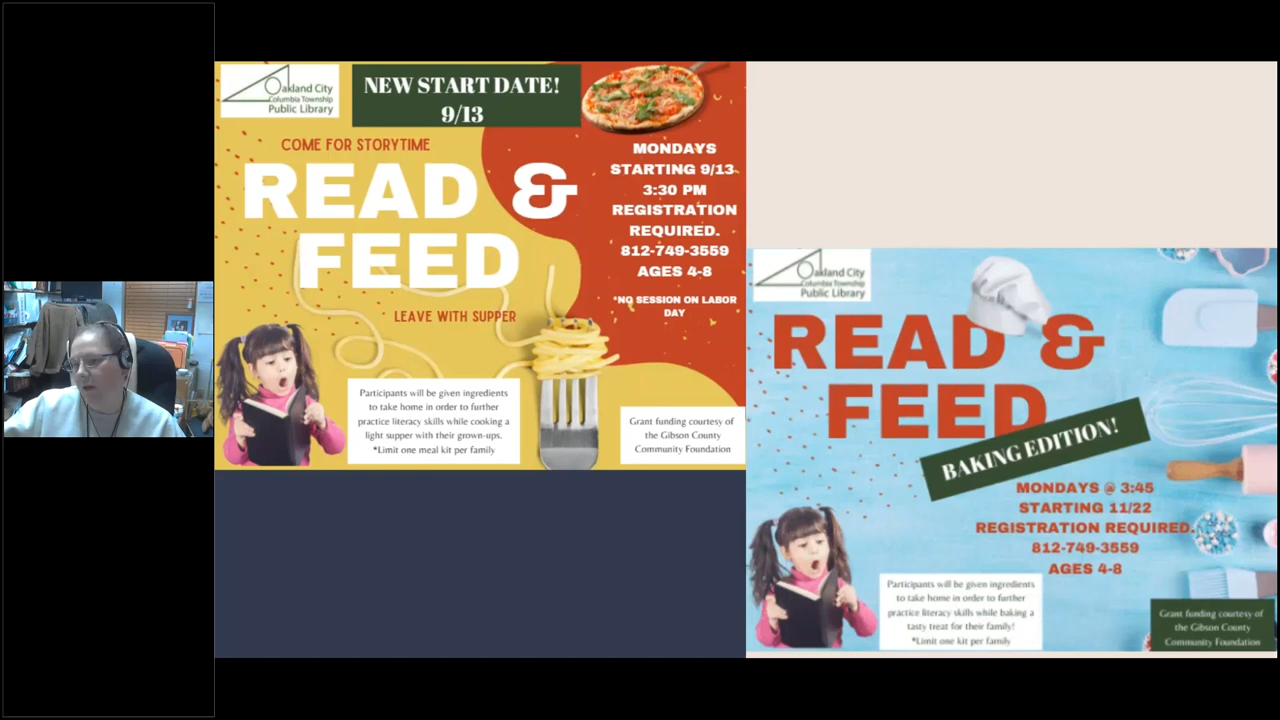 Oakland City
Columbia Township
Public Library
NEW START DATE!
9/13
COME FOR STORYTIME
READ &
FEED
LEAVE WITH SUPPER
MONDAYS
STARTING 9/13
3:30 PM
REGISTRATION
REQUIRED.
812-749-3559
AGES 4-8
*NO SESSION ON LABOR
DAY
Participants will be given ingredients
to take home in order to further
practice literacy skills while cooking a
light supper with their grown-ups.
*Limit one meal kit per family
Grant funding courtesy of
the Gibson County
Community Foundation
Oakland City
Columbia Township
Public Library
READ &
FEED
BAKING EDITION!
MONDAYS @ 3:45
STARTING 11/22
REGISTRATION REQUIRED.
812-749-3559
AGES 4-8
Participants will be given ingredients
to take home in order to further
practice literacy skills while baking a
tasty treat for their family!
*Limit one kit per family
Grant funding courtesy of
the Gibson County
Community Foundation